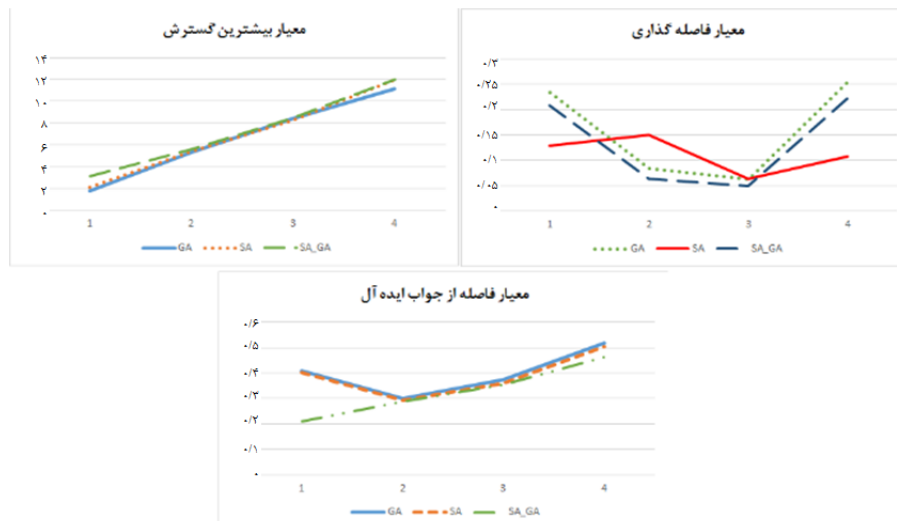 معیار بیشترین گسترش
۱۴
۱۲
۱۰
۸
۶
۴
۲
۰
1 2 3 4
GA SA SA_GA
معیار فاصله گذاری
۰/۳
۰/۲۵
۰/۲
۰/۱۵
۰/۱
۰/۰۵
۰
1 2 3 4
GA SA SA_GA
معیار فاصله از جواب ایده آل
۰/۶
۰/۵
۰/۴
۰/۳
۰/۲
۰/۱
۰
1 2 3 4
GA SA SA_GA